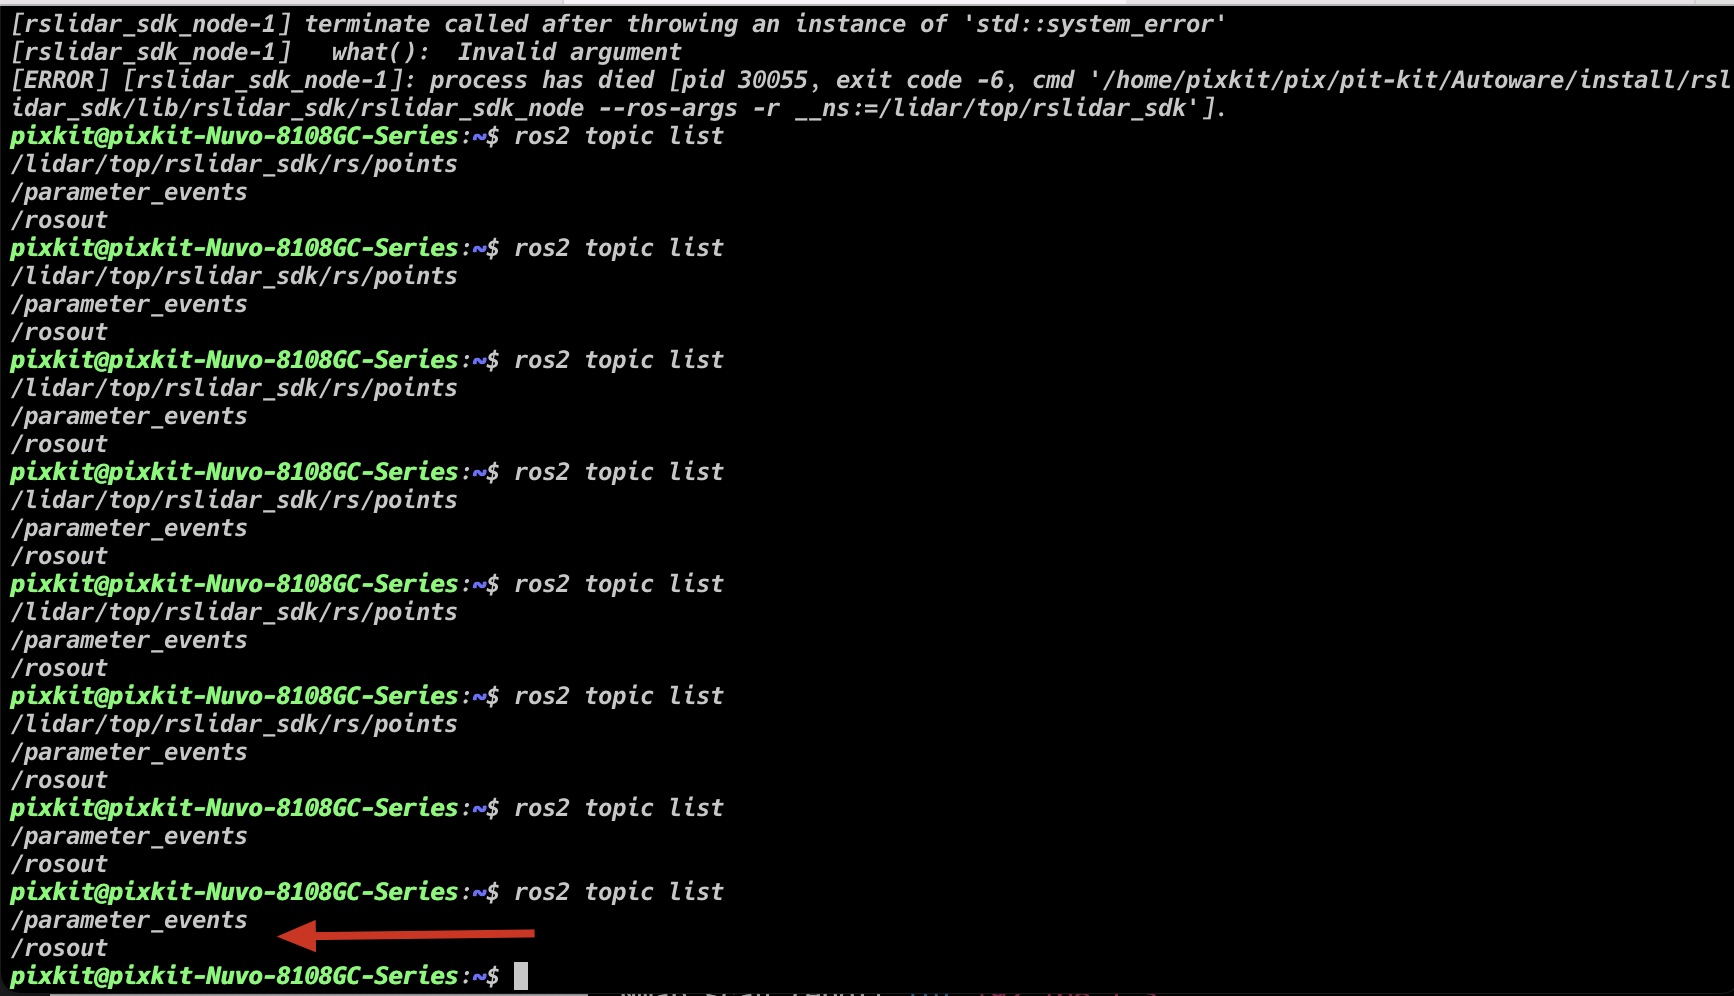 [rslidar_sdk_node-1] terminate called after throwing an instance of 'std::system_error'
[rslidar_sdk_node-1]   what():  Invalid argument
[ERROR] [rslidar_sdk_node-1]: process has died [pid 30055, exit code -6, cmd '/home/pixkit/pix/pit-kit/Autoware/install/rsl
idar_sdk/lib/rslidar_sdk/rslidar_sdk_node --ros-args -r __ns:=/lidar/top/rslidar_sdk'].
pixkit@pixkit-Nuvo-8108GC-Series:~$ ros2 topic list
/lidar/top/rslidar_sdk/rs/points
/parameter_events
/rosout
pixkit@pixkit-Nuvo-8108GC-Series:~$ ros2 topic list
/lidar/top/rslidar_sdk/rs/points
/parameter_events
/rosout
pixkit@pixkit-Nuvo-8108GC-Series:~$ ros2 topic list
/lidar/top/rslidar_sdk/rs/points
/parameter_events
/rosout
pixkit@pixkit-Nuvo-8108GC-Series:~$ ros2 topic list
/lidar/top/rslidar_sdk/rs/points
/parameter_events
/rosout
pixkit@pixkit-Nuvo-8108GC-Series:~$ ros2 topic list
/lidar/top/rslidar_sdk/rs/points
/parameter_events
/rosout
pixkit@pixkit-Nuvo-8108GC-Series:~$ ros2 topic list
/lidar/top/rslidar_sdk/rs/points
/parameter_events
/rosout
pixkit@pixkit-Nuvo-8108GC-Series:~$ ros2 topic list
/parameter_events
/rosout
pixkit@pixkit-Nuvo-8108GC-Series:~$ ros2 topic list
/parameter_events
/rosout
pixkit@pixkit-Nuvo-8108GC-Series:~$